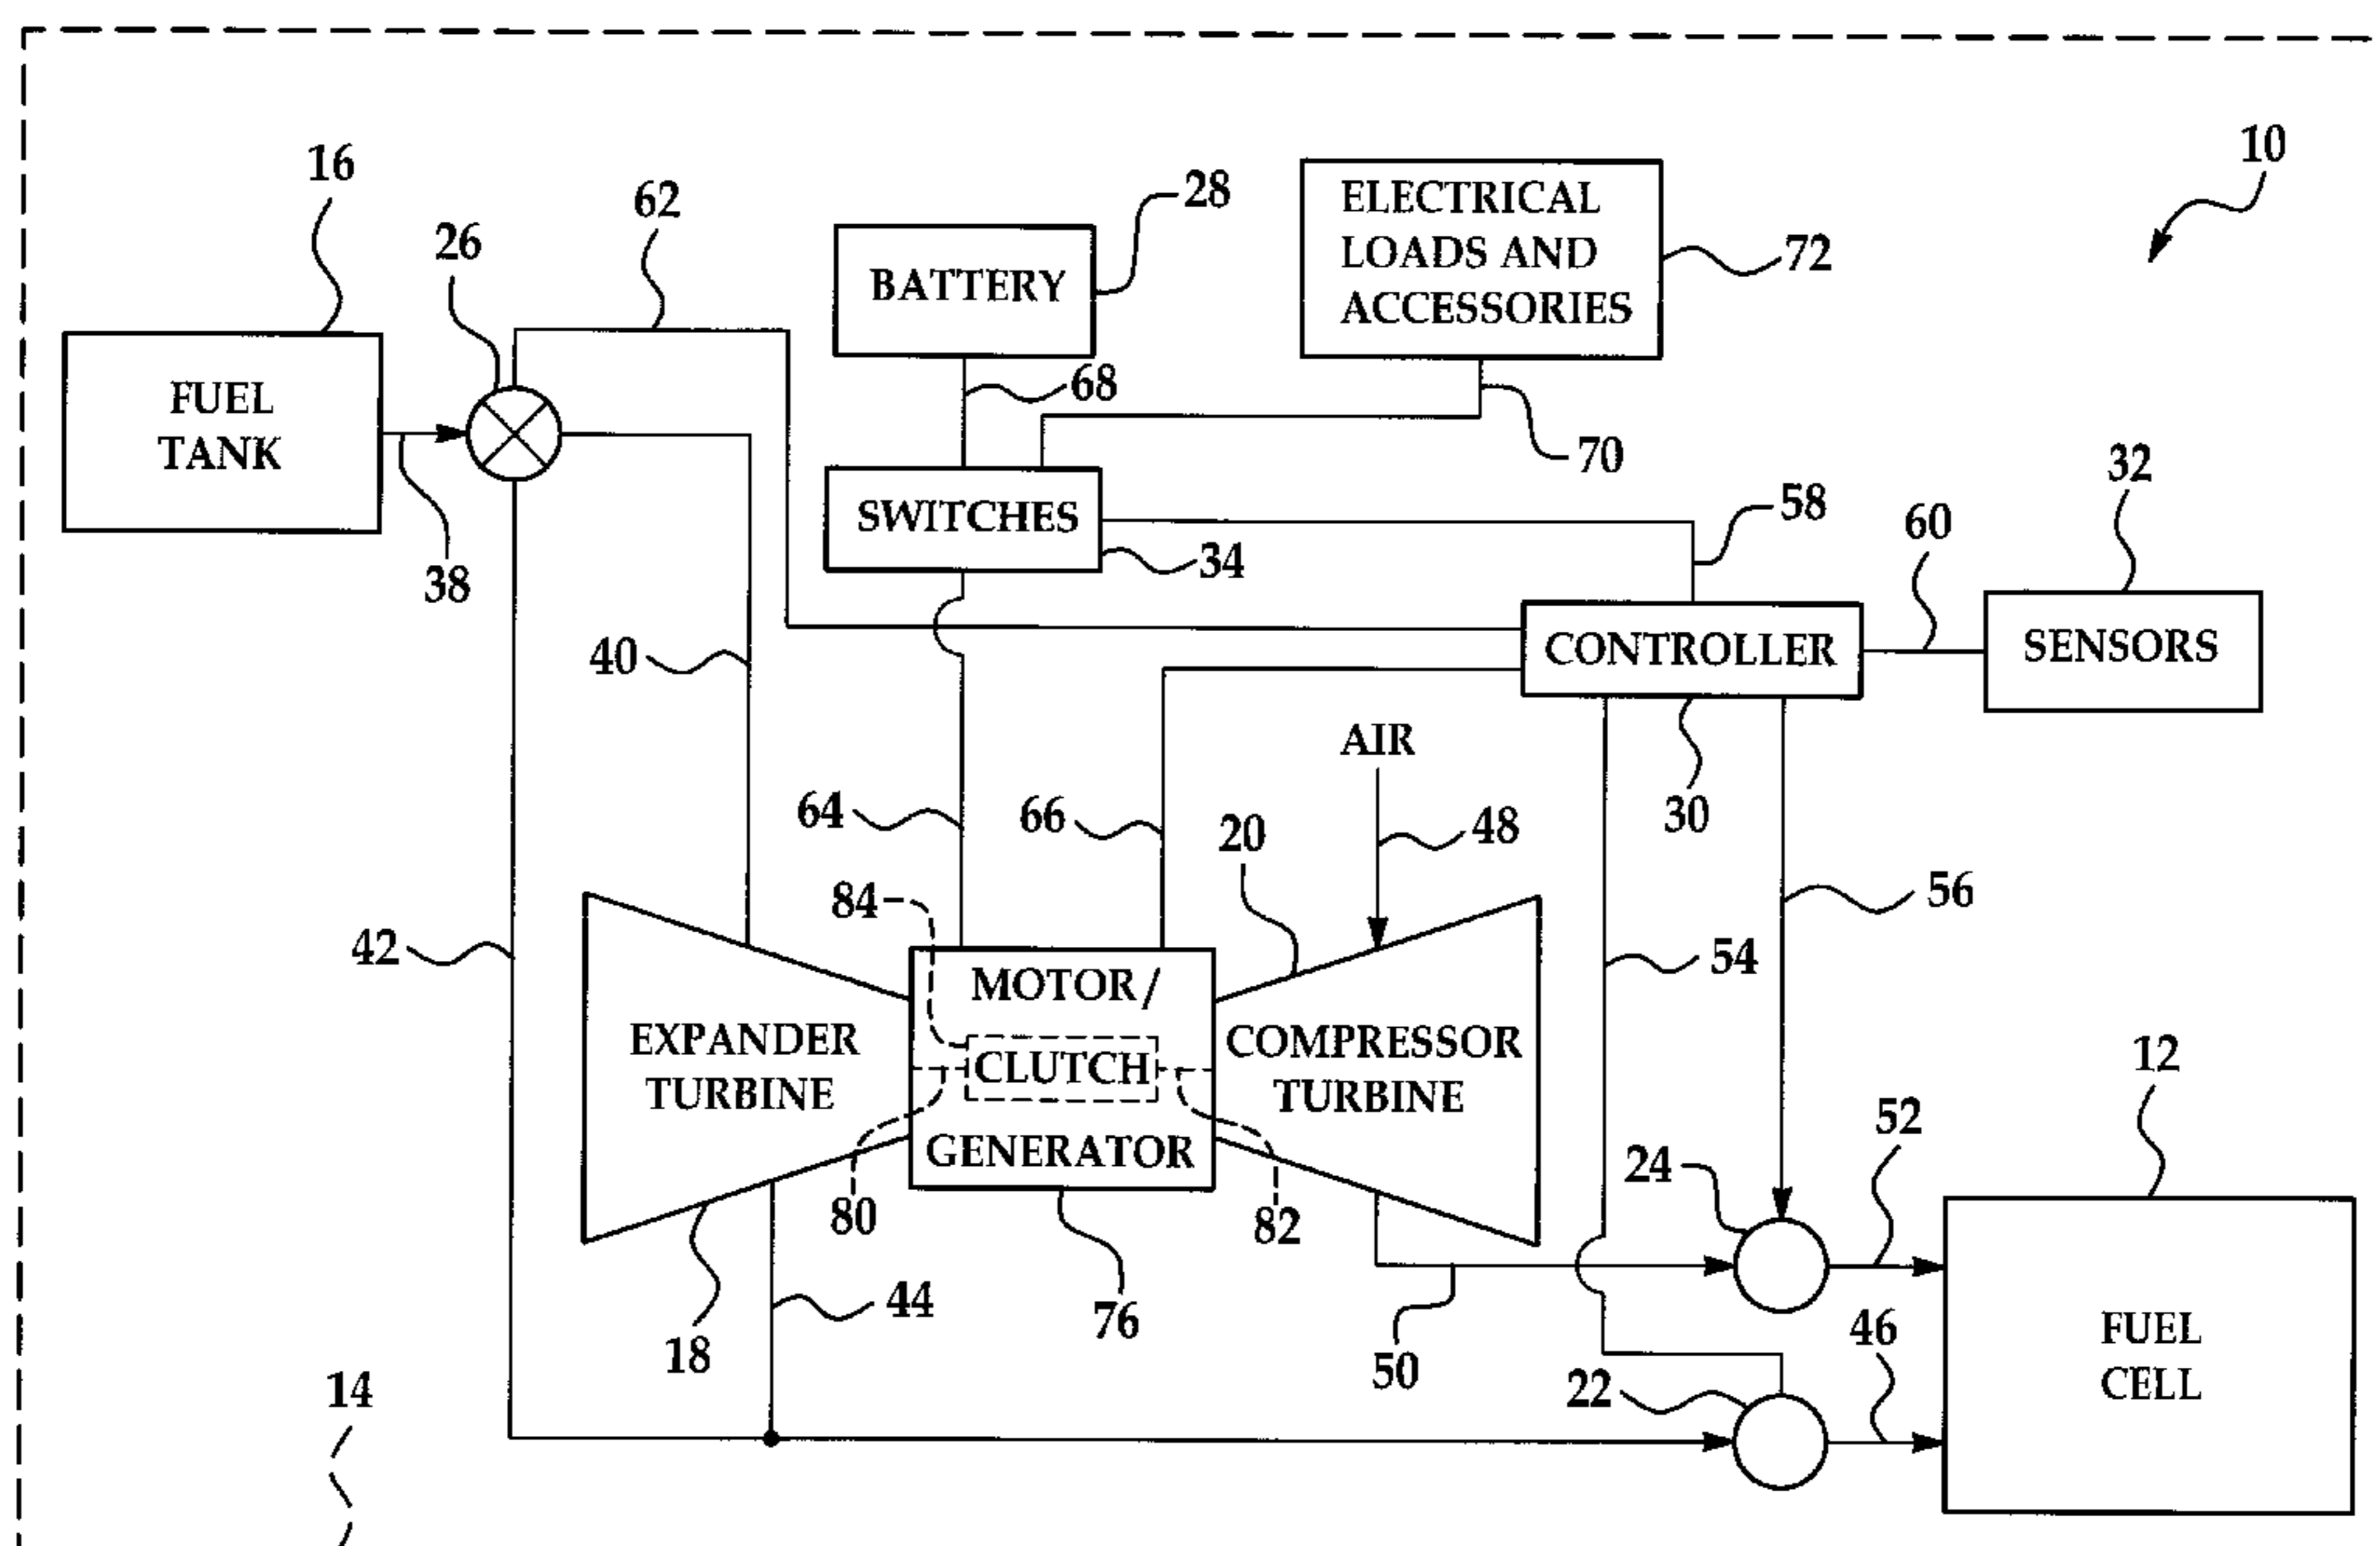 10
16
62
26
28
BATTERY
ELECTRICAL
LOADS AND
ACCESSORIES
72
FUEL
TANK
68
70
38
SWITCHES
34
58
60
32
40
CONTROLLER
SENSORS
AIR
64
66
20
48
30
84
56
42
54
MOTOR/
EXPANDER
TURBINE
CLUTCH
COMPRESSOR
TURBINE
GENERATOR
12
52
24
80
82
44
76
18
50
46
22
FUEL
CELL
14